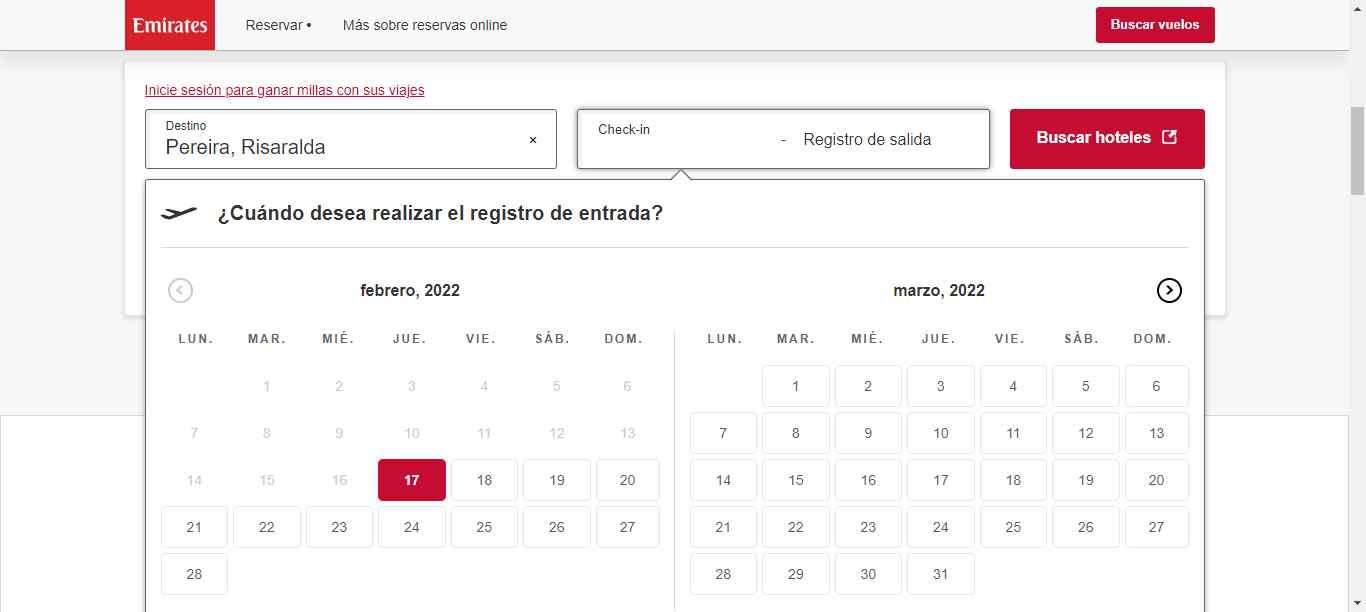 Emirates Reservar • Más sobre reservas online Buscar vuelos
Inicie sesión para ganar millas con sus viajes
Destino
Pereira, Risaralda ×
Check-in - Registro de salida
Buscar hoteles
¿Cuándo desea realizar el registro de entrada?
febrero, 2022
LUN. MAR. MIÉ. JUE. VIE. SÁB. DOM.
1 2 3 4 5 6
7 8 9 10 11 12 13
14 15 16 17 18 19 20
21 22 23 24 25 26 27
28
marzo, 2022
LUN. MAR. MIÉ. JUE. VIE. SÁB. DOM.
1 2 3 4 5 6
7 8 9 10 11 12 13
14 15 16 17 18 19 20
21 22 23 24 25 26 27
28 29 30 31